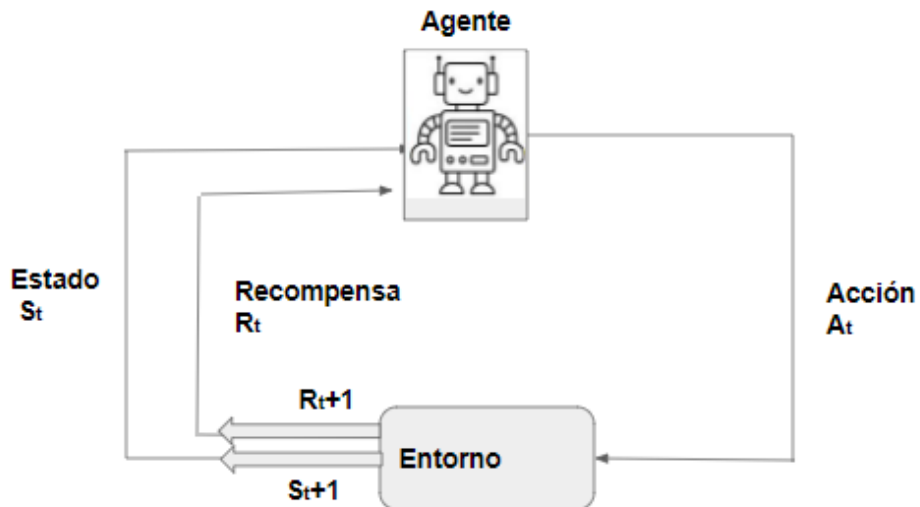 Agente
Estado
St
Recompensa
Rt
Acción
At
Rt+1
Entorno
St+1